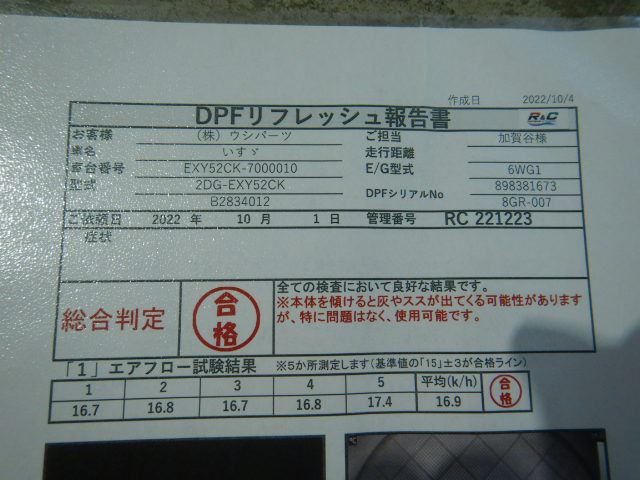 作成日 2022/10/4
DPFリフレッシュ報告書 R&C
お客様 (株)ウシパーツ ご担当 加賀谷様
車名 いすゞ 走行距離
車台番号 EXY52CK-7000010 E/G型式 6WG1
型式 2DG-EXY52CK DPFシリアルNo 898381673
B2834012 8GR-007
ご依頼日 2022 年 10 月 1 日 管理番号 RC 221223
症状
総合判定 合格 全ての検査において良好な結果です。
※本体を傾けると灰やススが出てくる可能性があります
が、特に問題はなく、使用可能です。
「1」エアフロー試験結果 ※5か所測定します(基準値の「15」±3が合格ライン)
1 2 3 4 5 平均(k/h) 合格
16.7 16.8 16.7 16.8 17.4 16.9